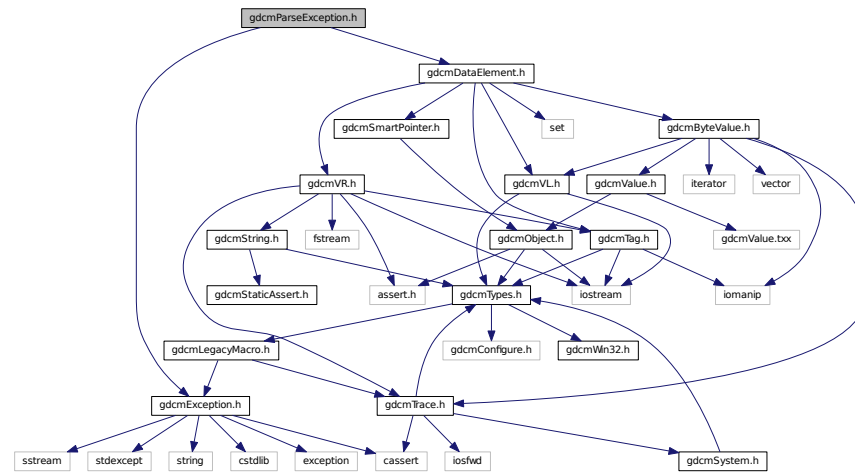 gdcmParseException.h
gdcmDataElement.h
gdcmSmartPointer.h
set
gdcmByteValue.h
gdcmVR.h
gdcmVL.h
gdcmValue.h
iterator
vector
gdcmString.h
fstream
gdcmObject.h
gdcmTag.h
gdcmValue.txx
gdcmStaticAssert.h
assert.h
gdcmTypes.h
iostream
iomanip
gdcmLegacyMacro.h
gdcmConfigure.h
gdcmWin32.h
gdcmException.h
gdcmTrace.h
sstream
stdexcept
string
cstdlib
exception
cassert
iosfwd
gdcmSystem.h